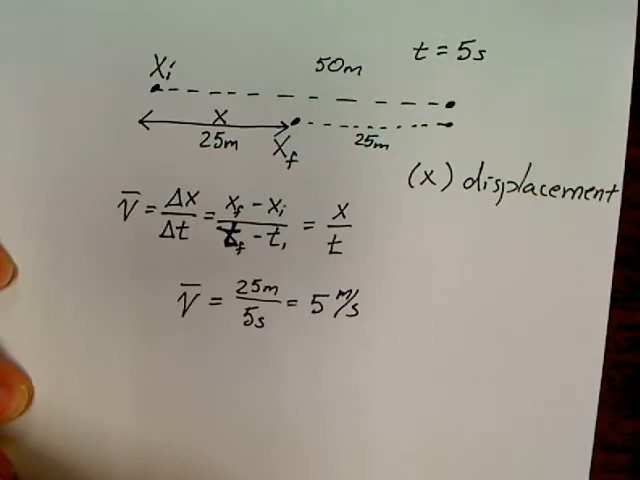 t = 5s
50m
Xi
x
25m
Xf
25m
(x) displacement
V̄ = Δx/Δt = (xf - xi)/(tf - ti) = x/t
V̄ = 25m/5s = 5 m/s